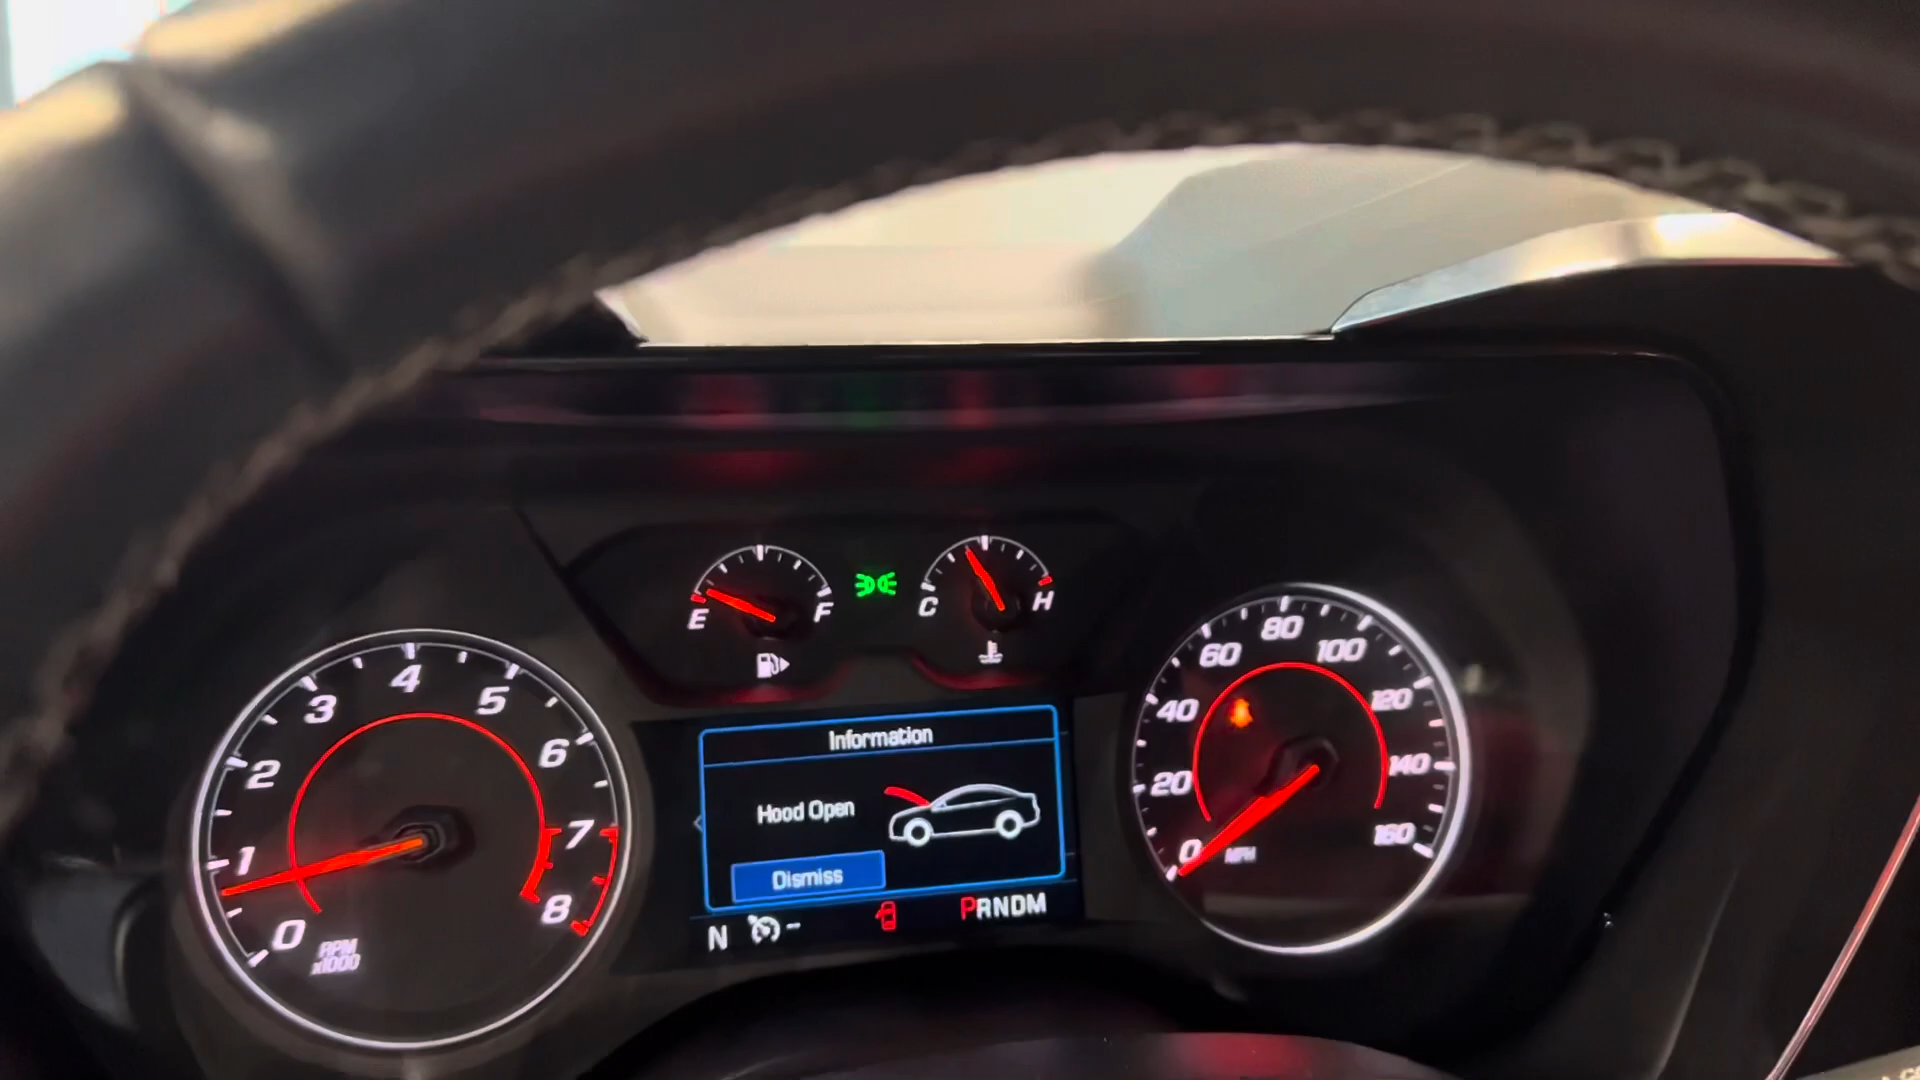 E F
C H
0 1 2 3 4 5 6 7 8
RPM
x1000
Information
Hood Open
Dismiss
N --
PRNDM
0 20 40 60 80 100 120 140 160
MPH